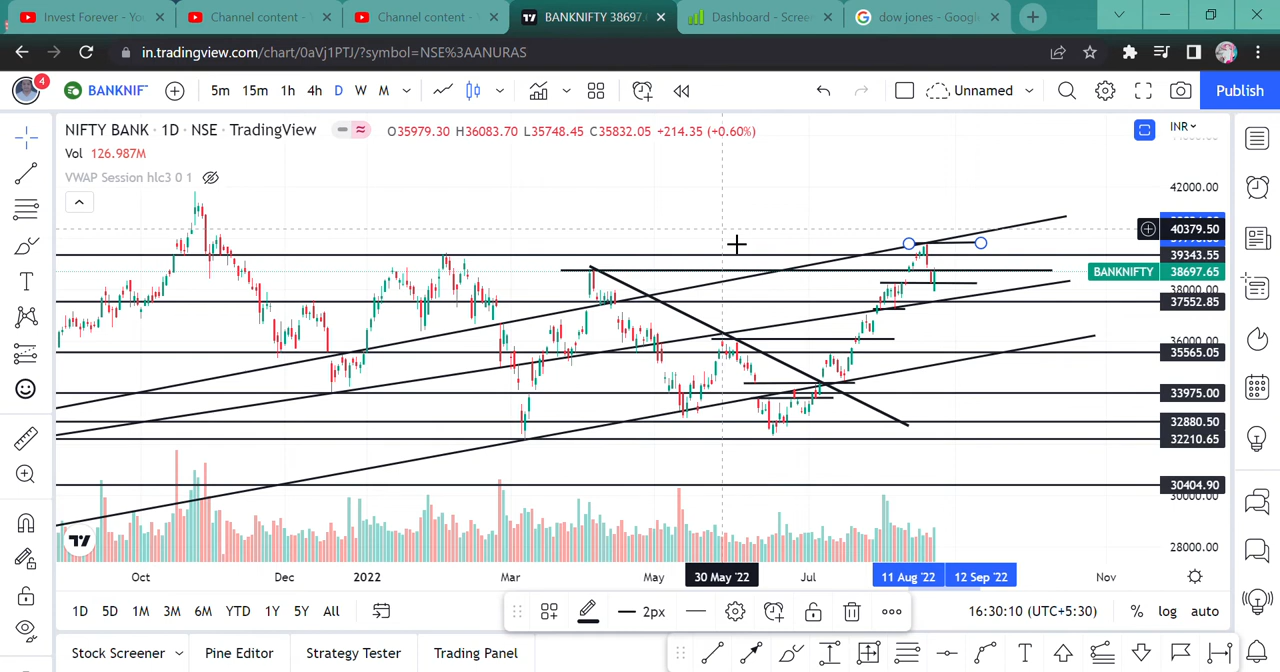 Invest Forever - Yo
Channel content -
Channel content -
BANKNIFTY 38697.6
Dashboard - Scree
dow jones - Googl
in.tradingview.com/chart/0aVj1PTJ/?symbol=NSE%3AANURAS
4
BANKNIF
5m 15m 1h 4h D W M
Unnamed
Publish
NIFTY BANK · 1D · NSE · TradingView
O35979.30 H36083.70 L35748.45 C35832.05 +214.35 (+0.60%)
INR
Vol 126.987M
VWAP Session hlc3 0 1
42000.00
40379.50
39343.55
BANKNIFTY 38697.65
38000.00
37552.85
36000.00
35565.05
33975.00
32880.50
32210.65
30404.90
30000.00
28000.00
Oct Dec 2022 Mar May 30 May '22 Jul 11 Aug '22 12 Sep '22 Nov
1D 5D 1M 3M 6M YTD 1Y 5Y All
2px
16:30:10 (UTC+5:30)
% log auto
Stock Screener Pine Editor Strategy Tester Trading Panel